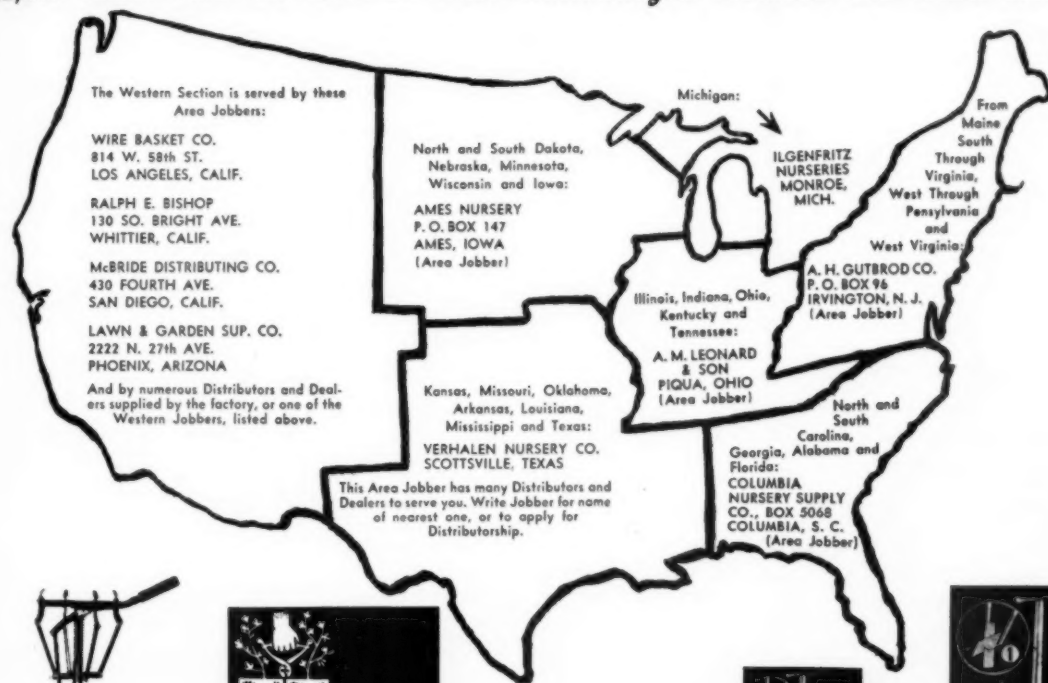 The Western Section is served by these
Area Jobbers:
WIRE BASKET CO.
814 W. 58th ST.
LOS ANGELES, CALIF.
RALPH E. BISHOP
130 SO. BRIGHT AVE.
WHITTIER, CALIF.
McBRIDE DISTRIBUTING CO.
430 FOURTH AVE.
SAN DIEGO, CALIF.
LAWN & GARDEN SUP. CO.
2222 N. 27th AVE.
PHOENIX, ARIZONA
And by numerous Distributors and Deal-
ers supplied by the factory, or one of the
Western Jobbers, listed above.
North and South Dakota,
Nebraska, Minnesota,
Wisconsin and Iowa:
AMES NURSERY
P. O. BOX 147
AMES, IOWA
(Area Jobber)
Michigan:
ILGENFRITZ
NURSERIES
MONROE,
MICH.
From
Maine
South
Through
Virginia,
West Through
Pensylvania
and
West Virginia:
A. H. GUTBROD CO.
P. O. BOX 96
IRVINGTON, N. J.
(Area Jobber)
Illinois, Indiana, Ohio,
Kentucky and
Tennessee:
A. M. LEONARD
& SON
PIQUA, OHIO
(Area Jobber)
Kansas, Missouri, Oklahoma,
Arkansas, Louisiana,
Mississippi and Texas:
VERHALEN NURSERY CO.
SCOTTSVILLE, TEXAS
This Area Jobber has many Distributors and
Dealers to serve you. Write Jobber for name
of nearest one, or to apply for
Distributorship.
North and
South
Carolina,
Georgia, Alabama and
Florida:
COLUMBIA
NURSERY SUPPLY
CO., BOX 5068
COLUMBIA, S. C.
(Area Jobber)
1